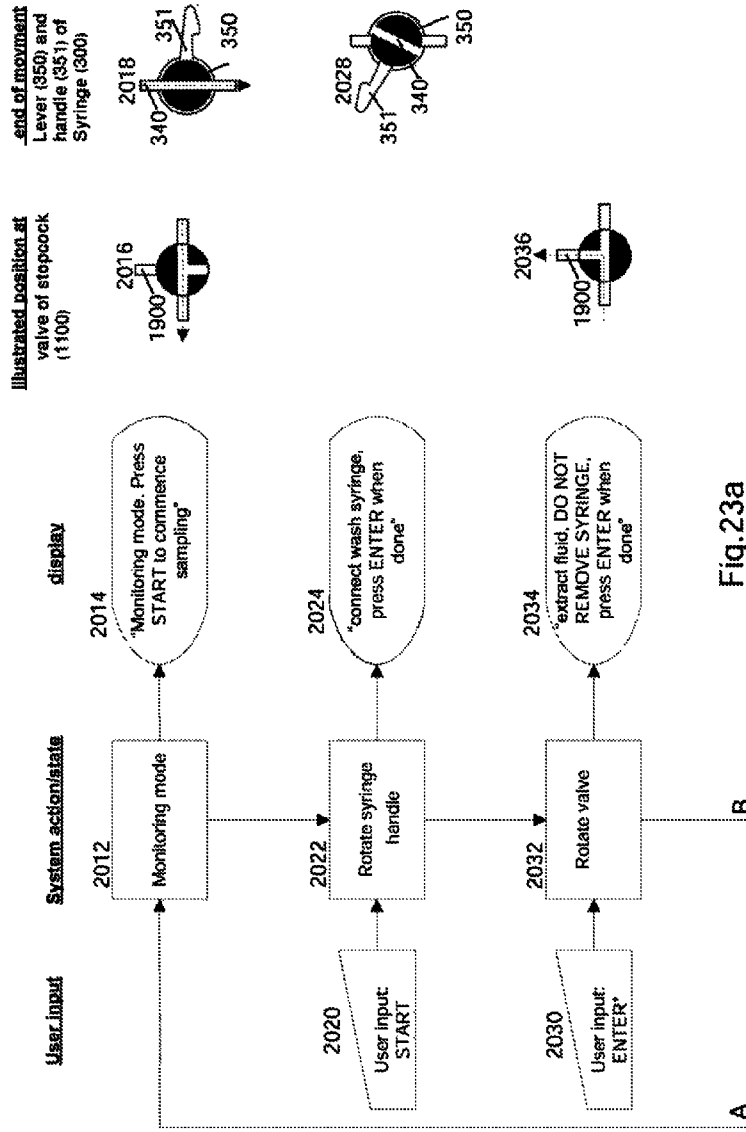 User input
System action/state
display
Illustrated position at
valve of stopcock
(1100)
end of movment
Lever (350) and
handle (351) of
Syringe (300)
2012
Monitoring mode
2014
"Monitoring mode. Press
START to commence
sampling"
2016
1900
2018
340
351
350
2020
User input:
START
2022
Rotate syringe
handle
2024
"connect wash syringe,
press ENTER when
done"
2028
351
340
350
2030
User input:
ENTER"
2032
Rotate valve
2034
"extract fluid, DO NOT
REMOVE SYRINGE,
press ENTER when
done"
2036
1900
A
B
Fig.23a